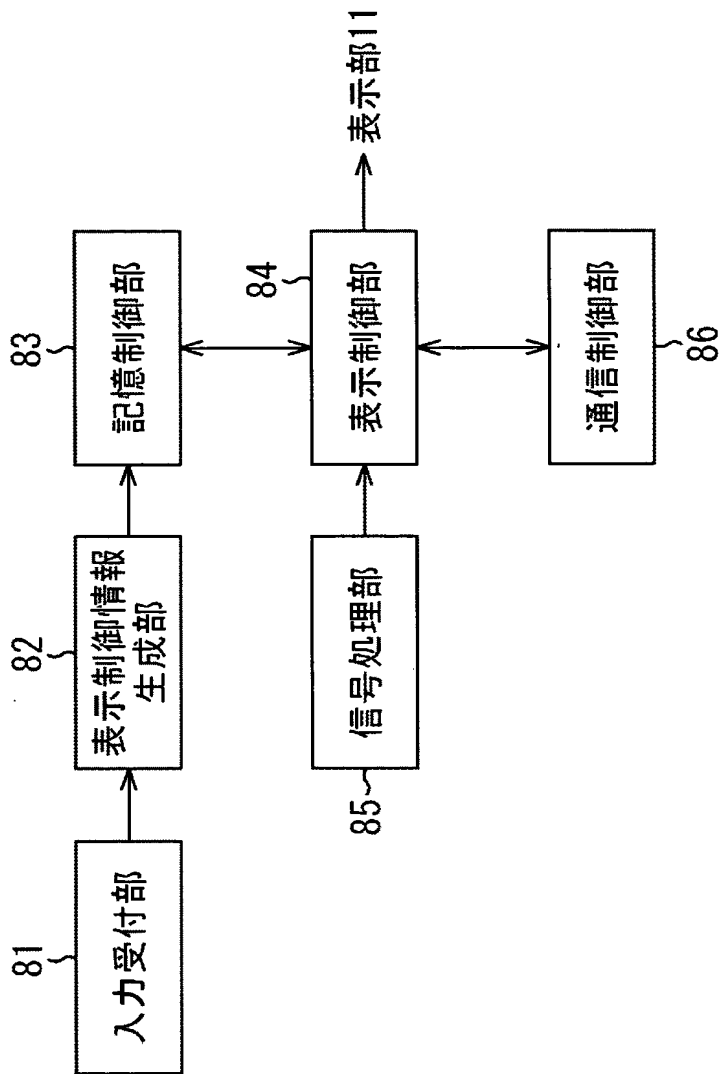 81
入力受付部
82
表示制御情報
生成部
83
記憶制御部
84
表示制御部
表示部11
85
信号処理部
86
通信制御部